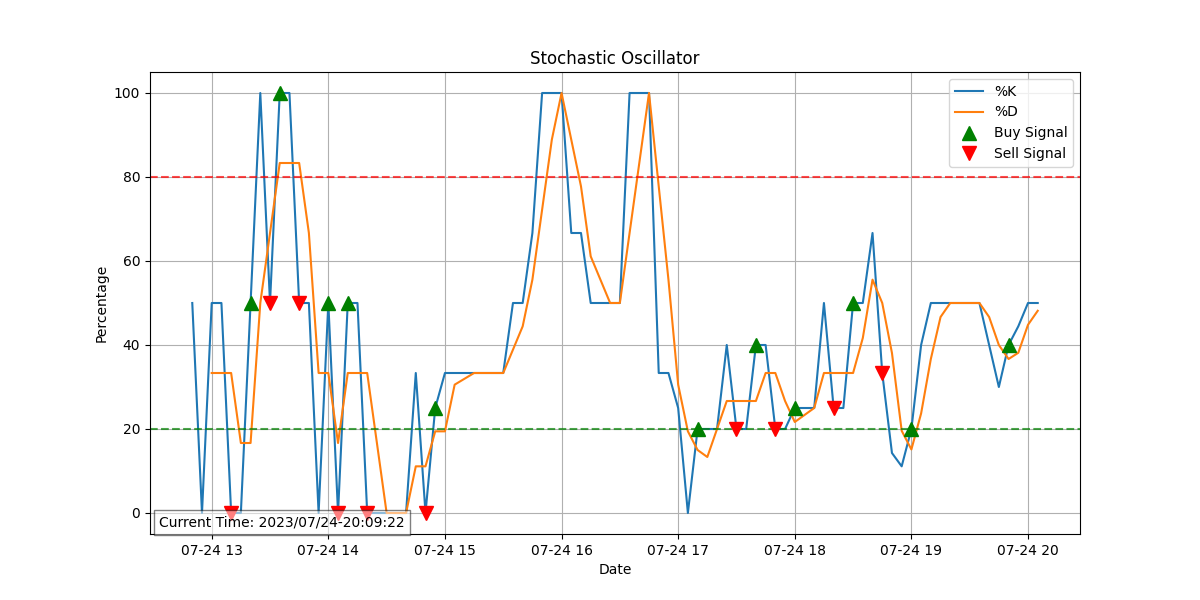 Stochastic Oscillator
100
80
60
40
20
0
Percentage
%K
%D
Buy Signal
Sell Signal
Current Time: 2023/07/24-20:09:22
07-24 13
07-24 14
07-24 15
07-24 16
07-24 17
07-24 18
07-24 19
07-24 20
Date